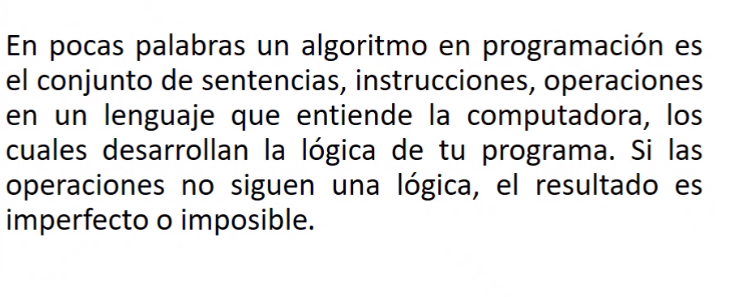 En pocas palabras un algoritmo en programación es
el conjunto de sentencias, instrucciones, operaciones
en un lenguaje que entiende la computadora, los
cuales desarrollan la lógica de tu programa. Si las
operaciones no siguen una lógica, el resultado es
imperfecto o imposible.